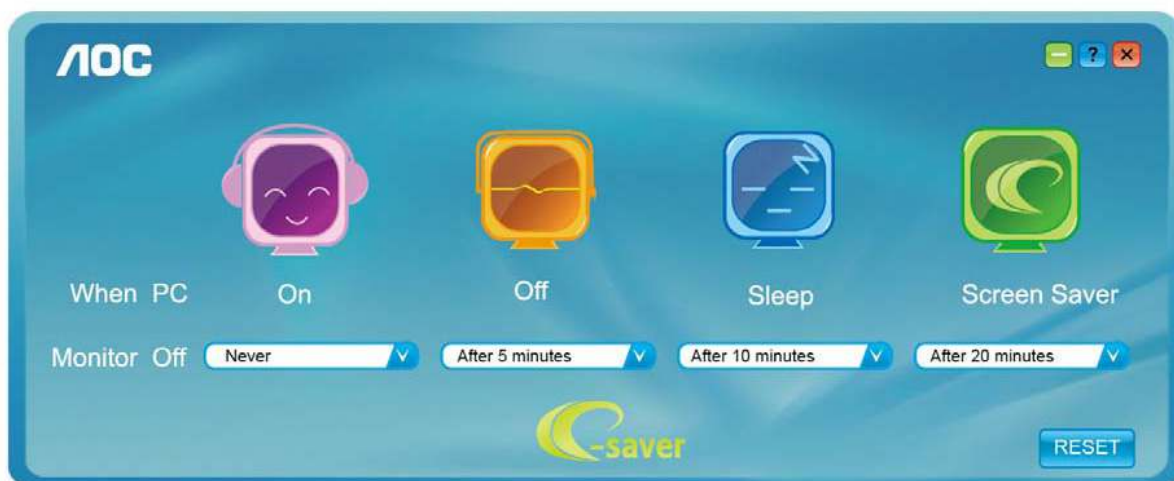 AOC
?
When PC On Off Sleep Screen Saver
Monitor Off Never After 5 minutes After 10 minutes After 20 minutes
e-saver
RESET